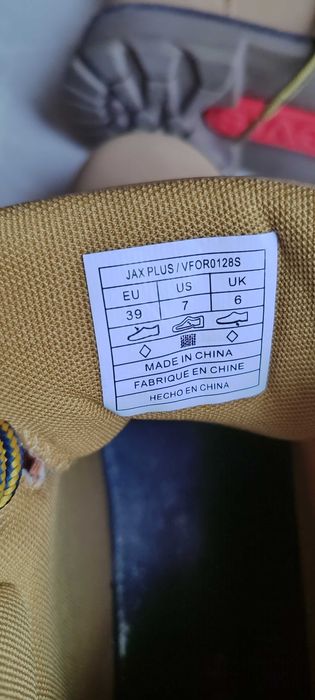 JAX PLUS / VFOR0128S
EU US UK
39 7 6
MADE IN CHINA
FABRIQUE EN CHINE
HECHO EN CHINA